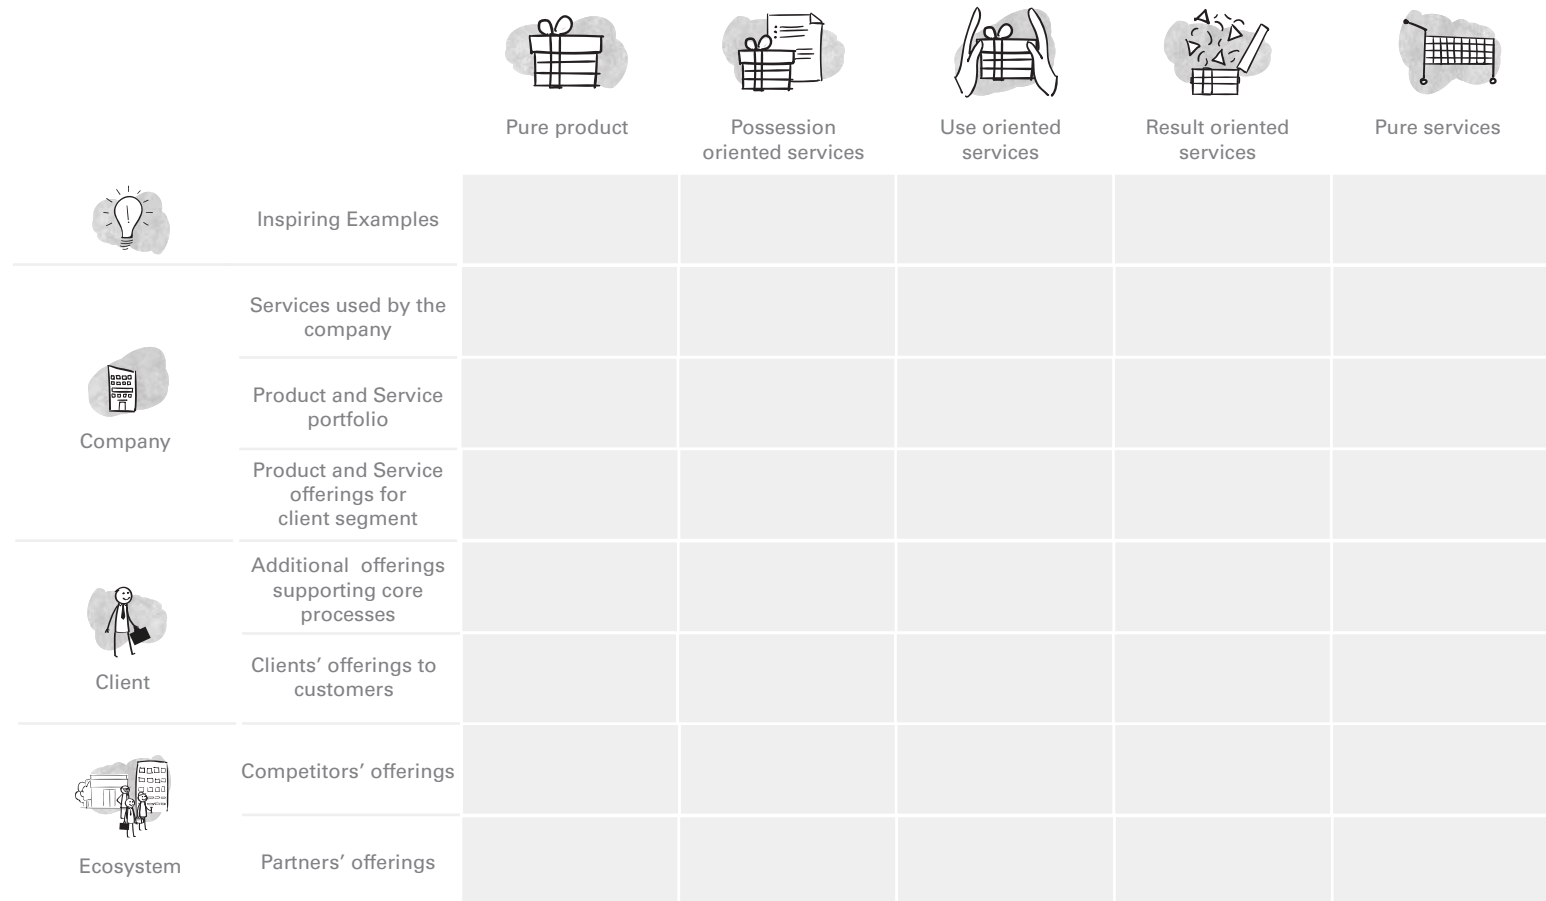 Pure product
Possession
oriented services
Use oriented
services
Result oriented
services
Pure services
Inspiring Examples
Company
Services used by the
company
Product and Service
portfolio
Product and Service
offerings for
client segment
Client
Additional offerings
supporting core
processes
Clients’ offerings to
customers
Ecosystem
Competitors’ offerings
Partners’ offerings